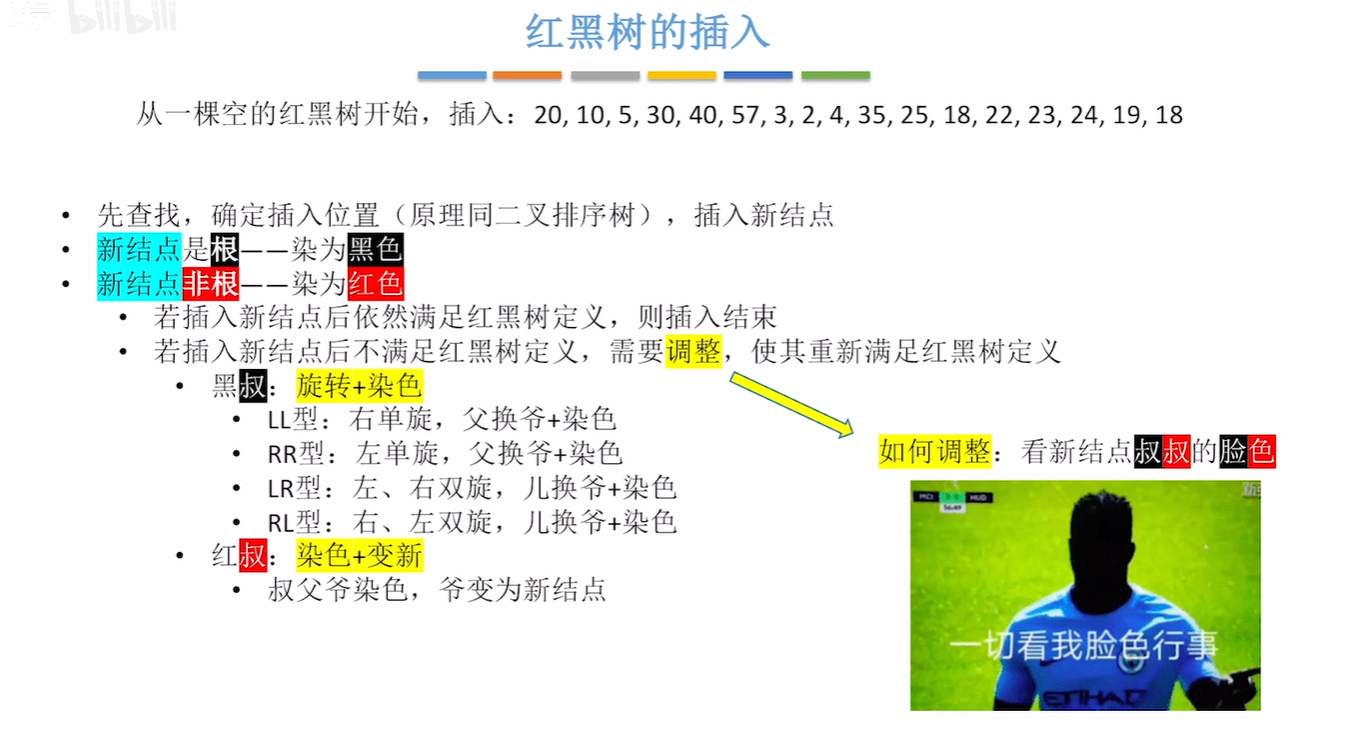 bilibili
红黑树的插入
从一棵空的红黑树开始，插入：20, 10, 5, 30, 40, 57, 3, 2, 4, 35, 25, 18, 22, 23, 24, 19, 18
• 先查找，确定插入位置（原理同二叉排序树），插入新结点
• 新结点是根——染为黑色
• 新结点非根——染为红色
• 若插入新结点后依然满足红黑树定义，则插入结束
• 若插入新结点后不满足红黑树定义，需要调整，使其重新满足红黑树定义
• 黑叔：旋转+染色
• LL型：右单旋，父换爷+染色
• RR型：左单旋，父换爷+染色
• LR型：左、右双旋，儿换爷+染色
• RL型：右、左双旋，儿换爷+染色
• 红叔：染色+变新
• 叔父爷染色，爷变为新结点
如何调整：看新结点叔叔的脸色
MCI
HUD
56:49
一切看我脸色行事
ETIHAD